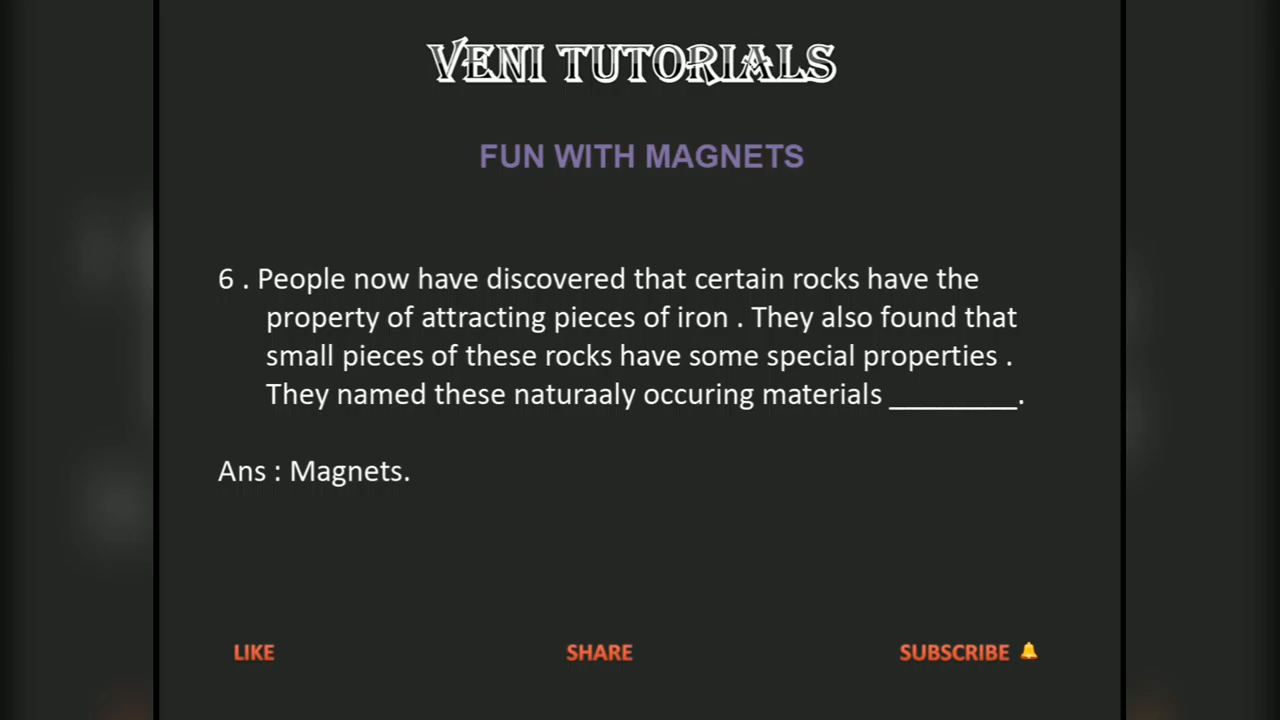 VENI TUTORIALS
FUN WITH MAGNETS
6 . People now have discovered that certain rocks have the
property of attracting pieces of iron . They also found that
small pieces of these rocks have some special properties .
They named these naturaaly occuring materials ________.
Ans : Magnets.
LIKE SHARE SUBSCRIBE